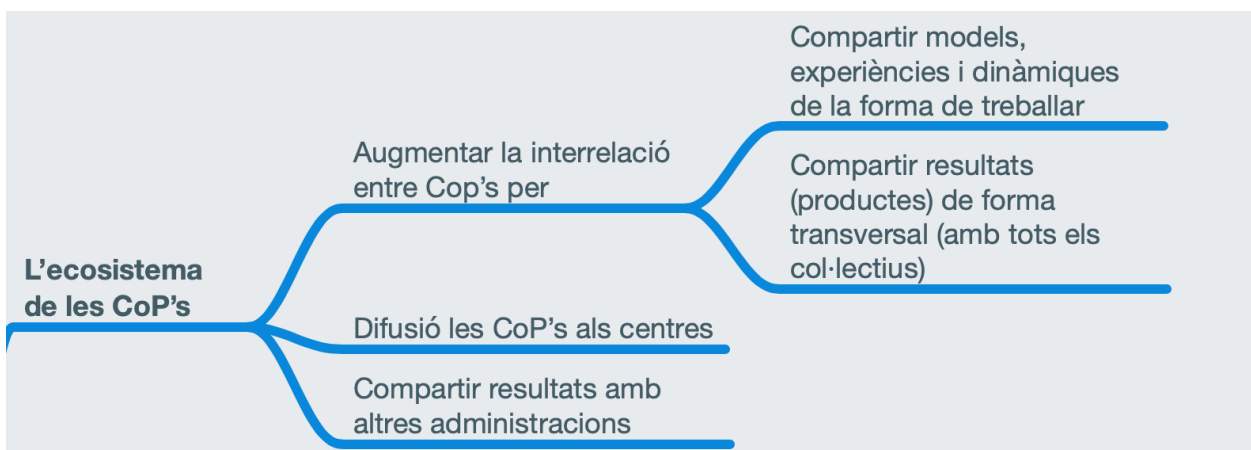 L’ecosistema
de les CoP’s
Augmentar la interrelació
entre Cop’s per
Compartir models,
experiències i dinàmiques
de la forma de treballar
Compartir resultats
(productes) de forma
transversal (amb tots els
col·lectius)
Difusió les CoP’s als centres
Compartir resultats amb
altres administracions